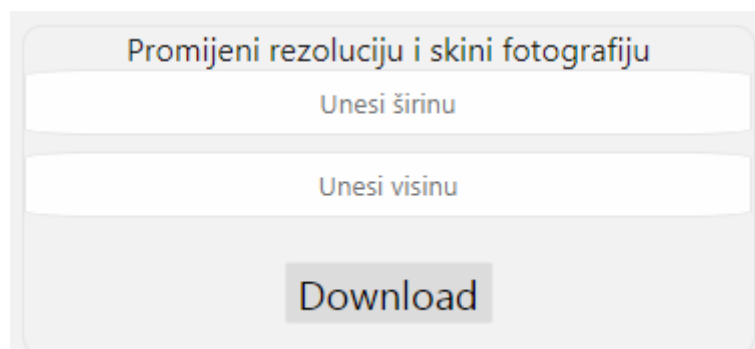 Promijeni rezoluciju i skini fotografiju
Unesi širinu
Unesi visinu
Download